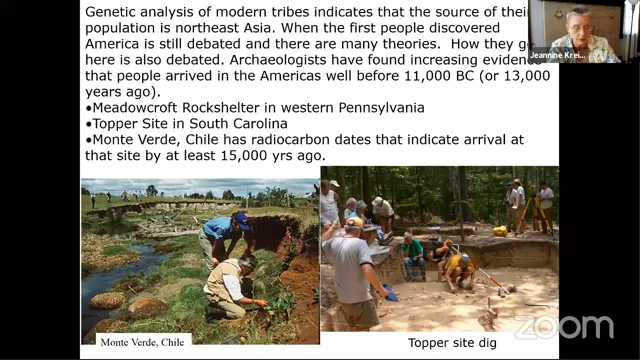 Genetic analysis of modern tribes indicates that the source of their
population is northeast Asia. When the first people discovered
America is still debated and there are many theories. How they
here is also debated. Archaeologists have found increasing evidence
that people arrived in the Americas well before 11,000 BC (or 13,000
years ago).
•Meadowcroft Rockshelter in western Pennsylvania
•Topper Site in South Carolina
•Monte Verde, Chile has radiocarbon dates that indicate arrival at
that site by at least 15,000 yrs ago.
Jeannine Krei...
Monte Verde, Chile
Topper site dig
zoom